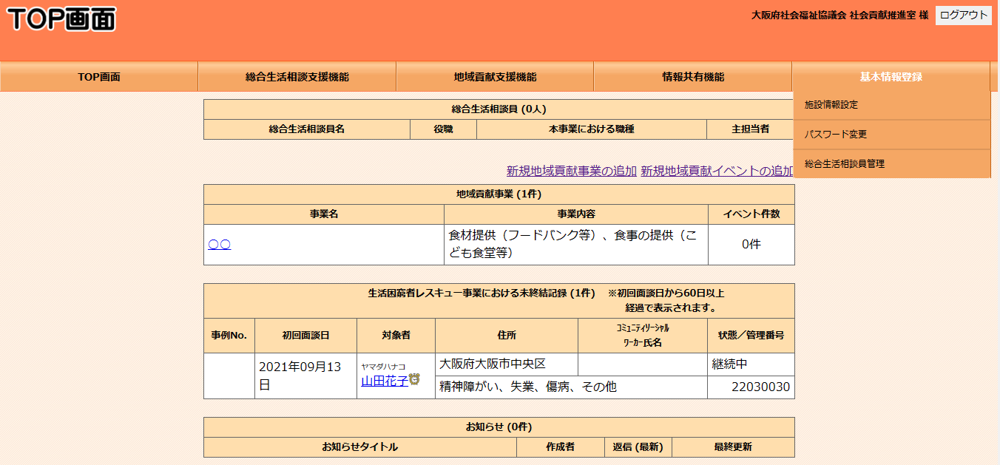 TOP画面
大阪府社会福祉協議会 社会貢献推進室 様 ログアウト
TOP画面 総合生活相談支援機能 地域貢献支援機能 情報共有機能 基本情報登録
施設情報設定
パスワード変更
総合生活相談員管理
総合生活相談員 (0人)
総合生活相談員名 役職 本事業における職種 主担当者
新規地域貢献事業の追加 新規地域貢献イベントの追加
地域貢献事業 (1件)
事業名 事業内容 イベント件数
〇〇 食材提供（フードバンク等）、食事の提供（こ
ども食堂等） 0件
生活困窮者レスキュー事業における未終結記録 (1件) ※初回面談日から60日以上
経過で表示されます。
事例No. 初回面談日 対象者 住所 ｺﾐｭﾆﾃｨｿｰｼｬﾙ
ﾜｰｶｰ氏名 状態／管理番号
2021年09月13
日 ヤマダハナコ
山田花子 大阪府大阪市中央区 継続中
精神障がい、失業、傷病、その他 22030030
お知らせ (0件)
お知らせタイトル 作成者 返信 (最新) 最終更新